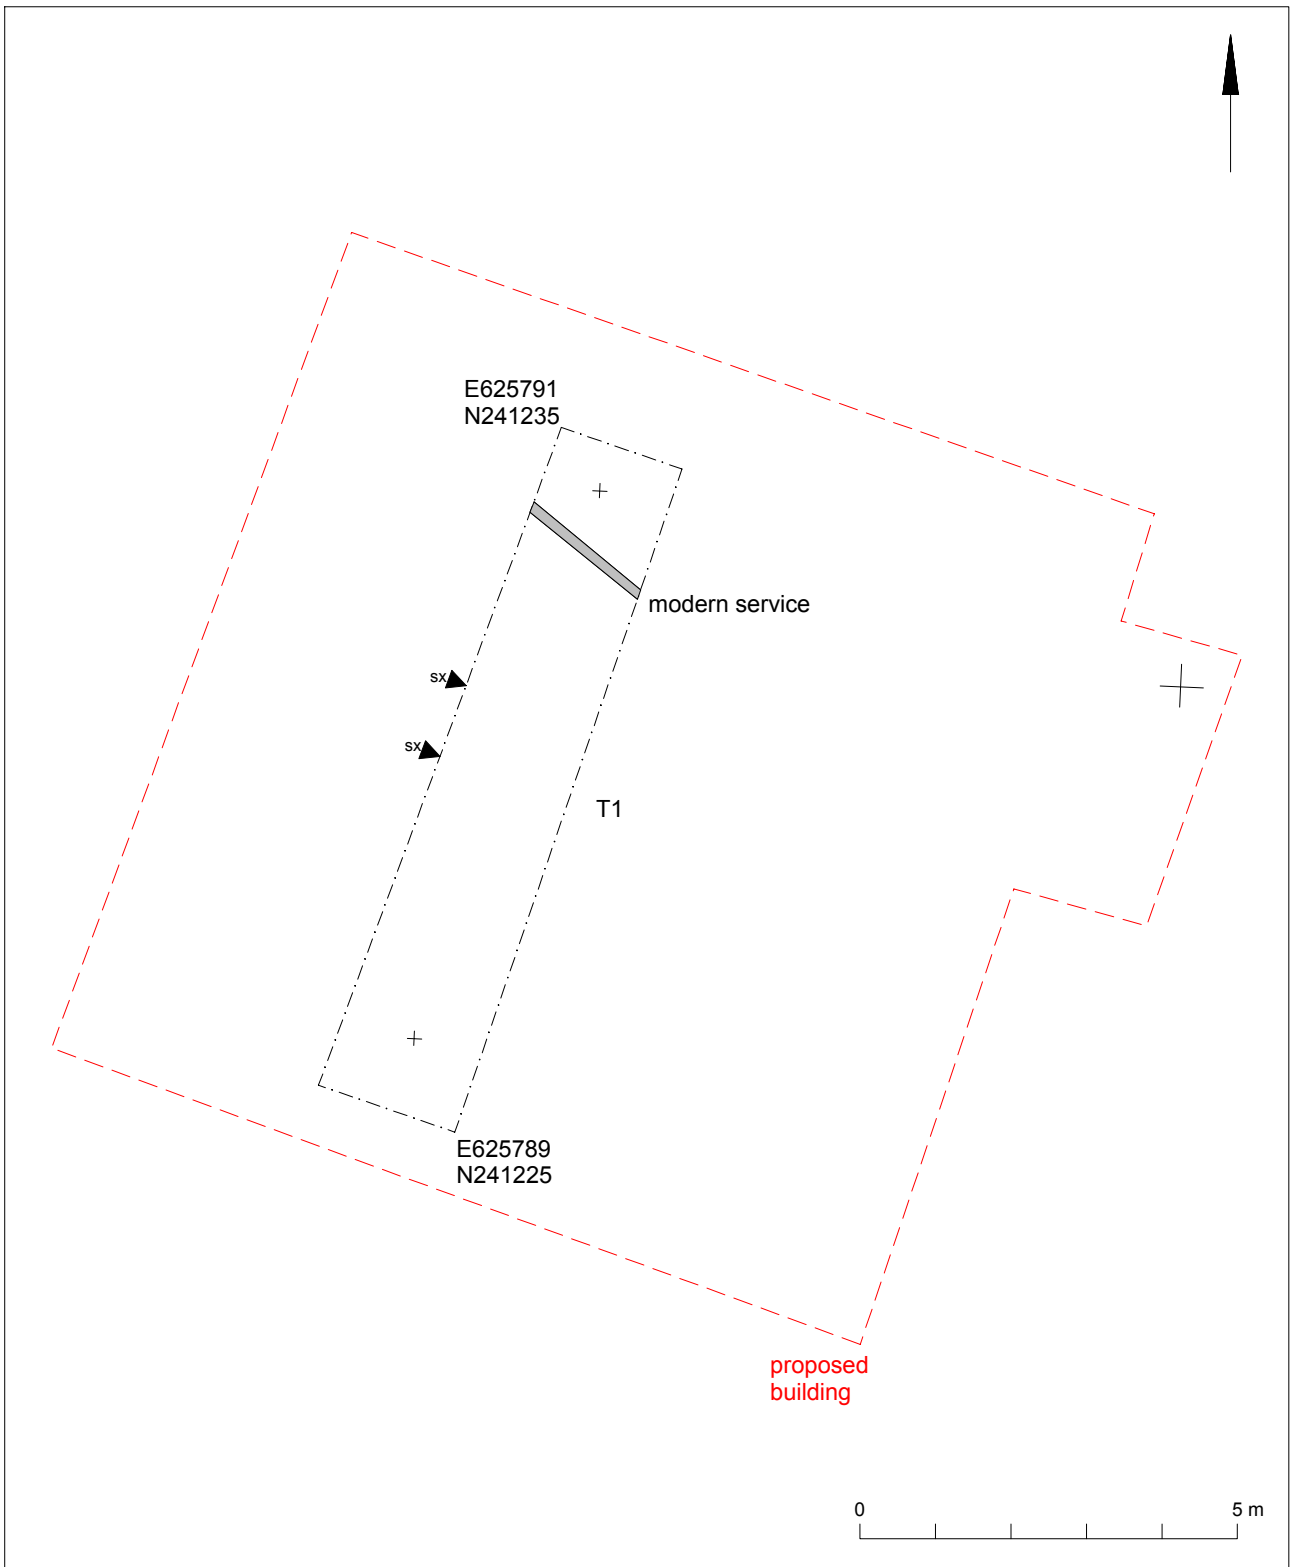 E625791
N241235
modern service
sx
sx
T1
E625789
N241225
proposed
building
0
5 m